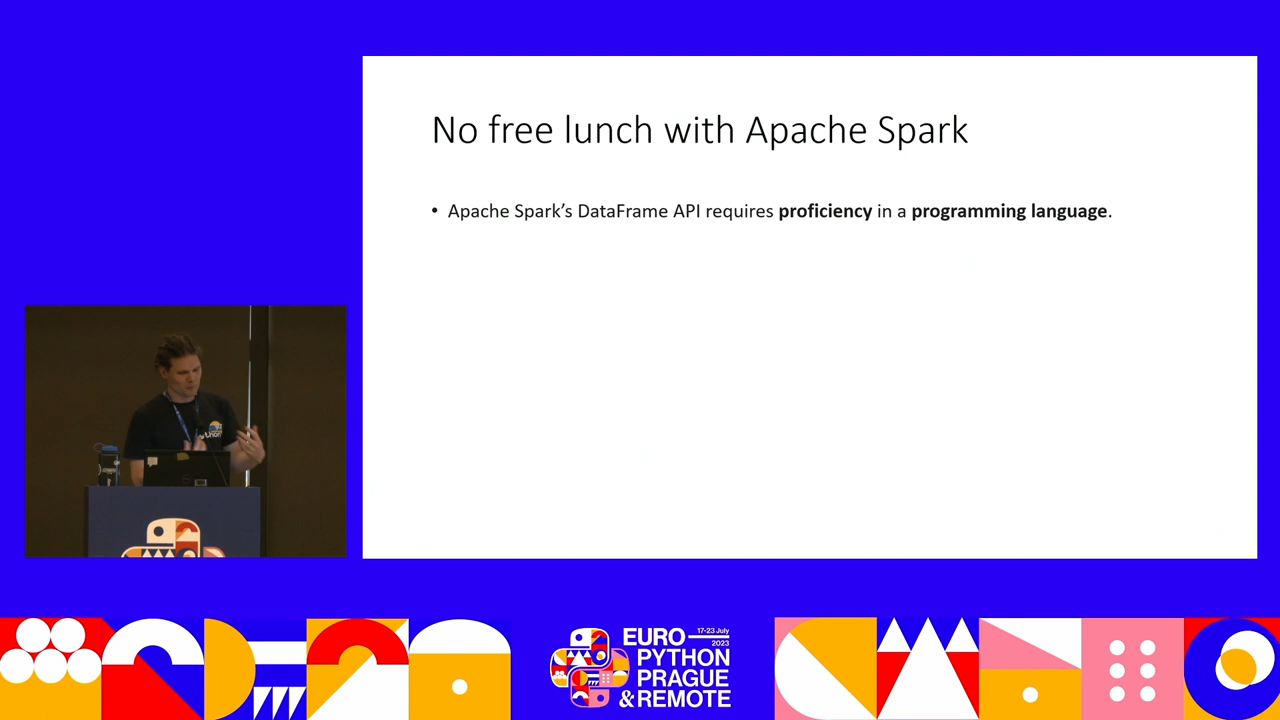 No free lunch with Apache Spark
• Apache Spark’s DataFrame API requires proficiency in a programming language.
17-23 July
2023
EURO
PYTHON
PRAGUE
& REMOTE